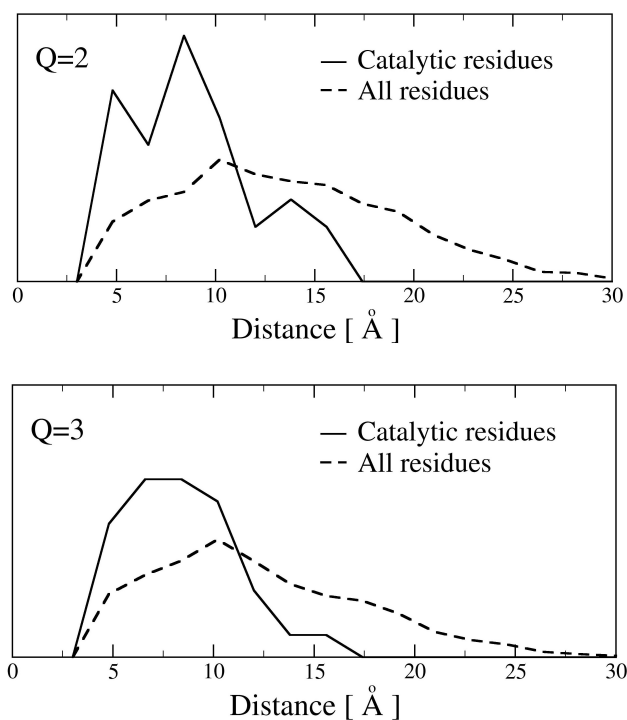 Q=2
Catalytic residues
All residues
0 5 10 15 20 25 30
Distance [ Å ]
Q=3
Catalytic residues
All residues
0 5 10 15 20 25 30
Distance [ Å ]